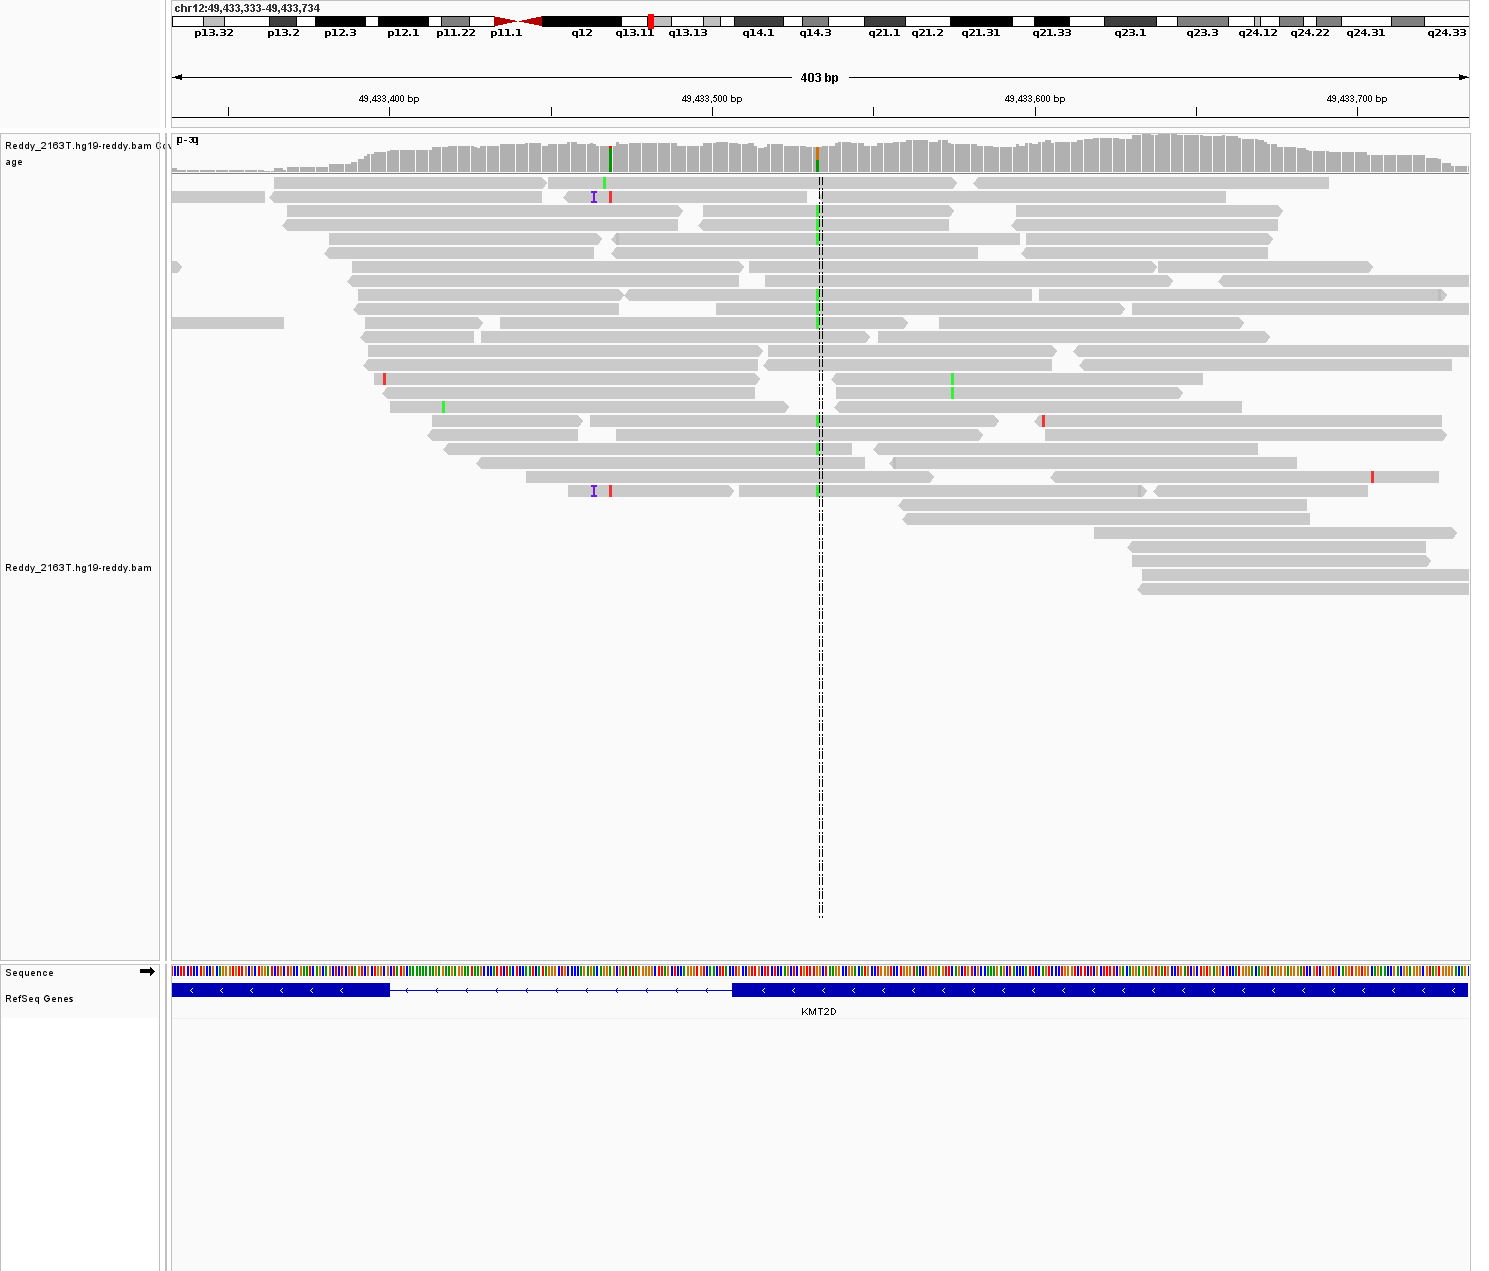 chr12:49,433,333-49,433,734
p13.32 p13.2 p12.3 p12.1 p11.22 p11.1 q12 q13.11 q13.13 q14.1 q14.3 q21.1 q21.2 q21.31 q21.33 q23.1 q23.3 q24.12 q24.22 q24.31 q24.33
403 bp
49,433,400 bp 49,433,500 bp 49,433,600 bp 49,433,700 bp
Reddy_2163T.hg19-reddy.bam Cov
age
[0 - 30]
Reddy_2163T.hg19-reddy.bam
Sequence
RefSeq Genes
KMT2D